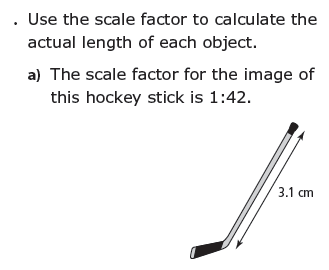 . Use the scale factor to calculate the
actual length of each object.
a) The scale factor for the image of
this hockey stick is 1:42.
3.1 cm